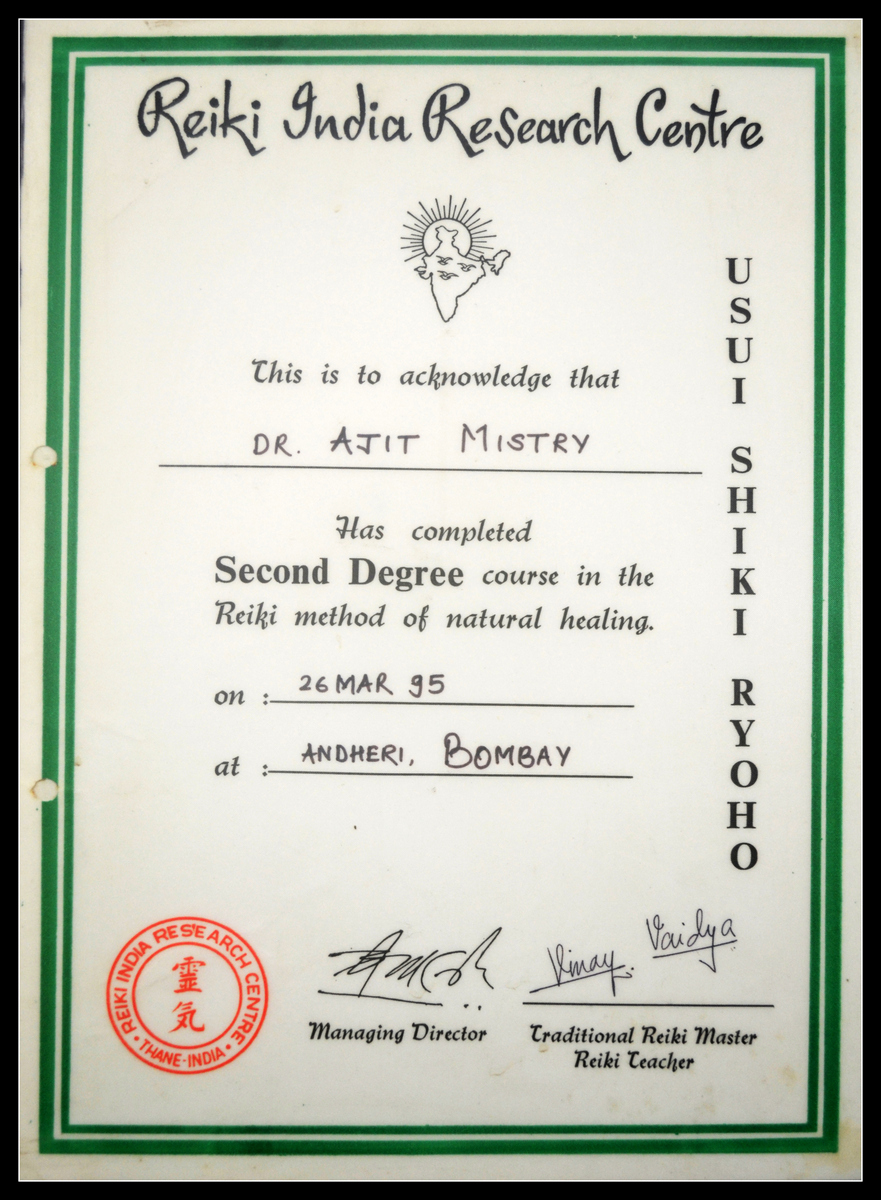 Reiki India Research Centre
This is to acknowledge that
DR. AJIT MISTRY
Has completed
Second Degree course in the
Reiki method of natural healing.
on : 26 MAR 95
at : ANDHERI, BOMBAY
USUI SHIKI RYOHO
REIKI INDIA RESEARCH CENTRE
霊
気
• THANE-INDIA •
Vinay Vaidya
Managing Director
Traditional Reiki Master
Reiki Teacher